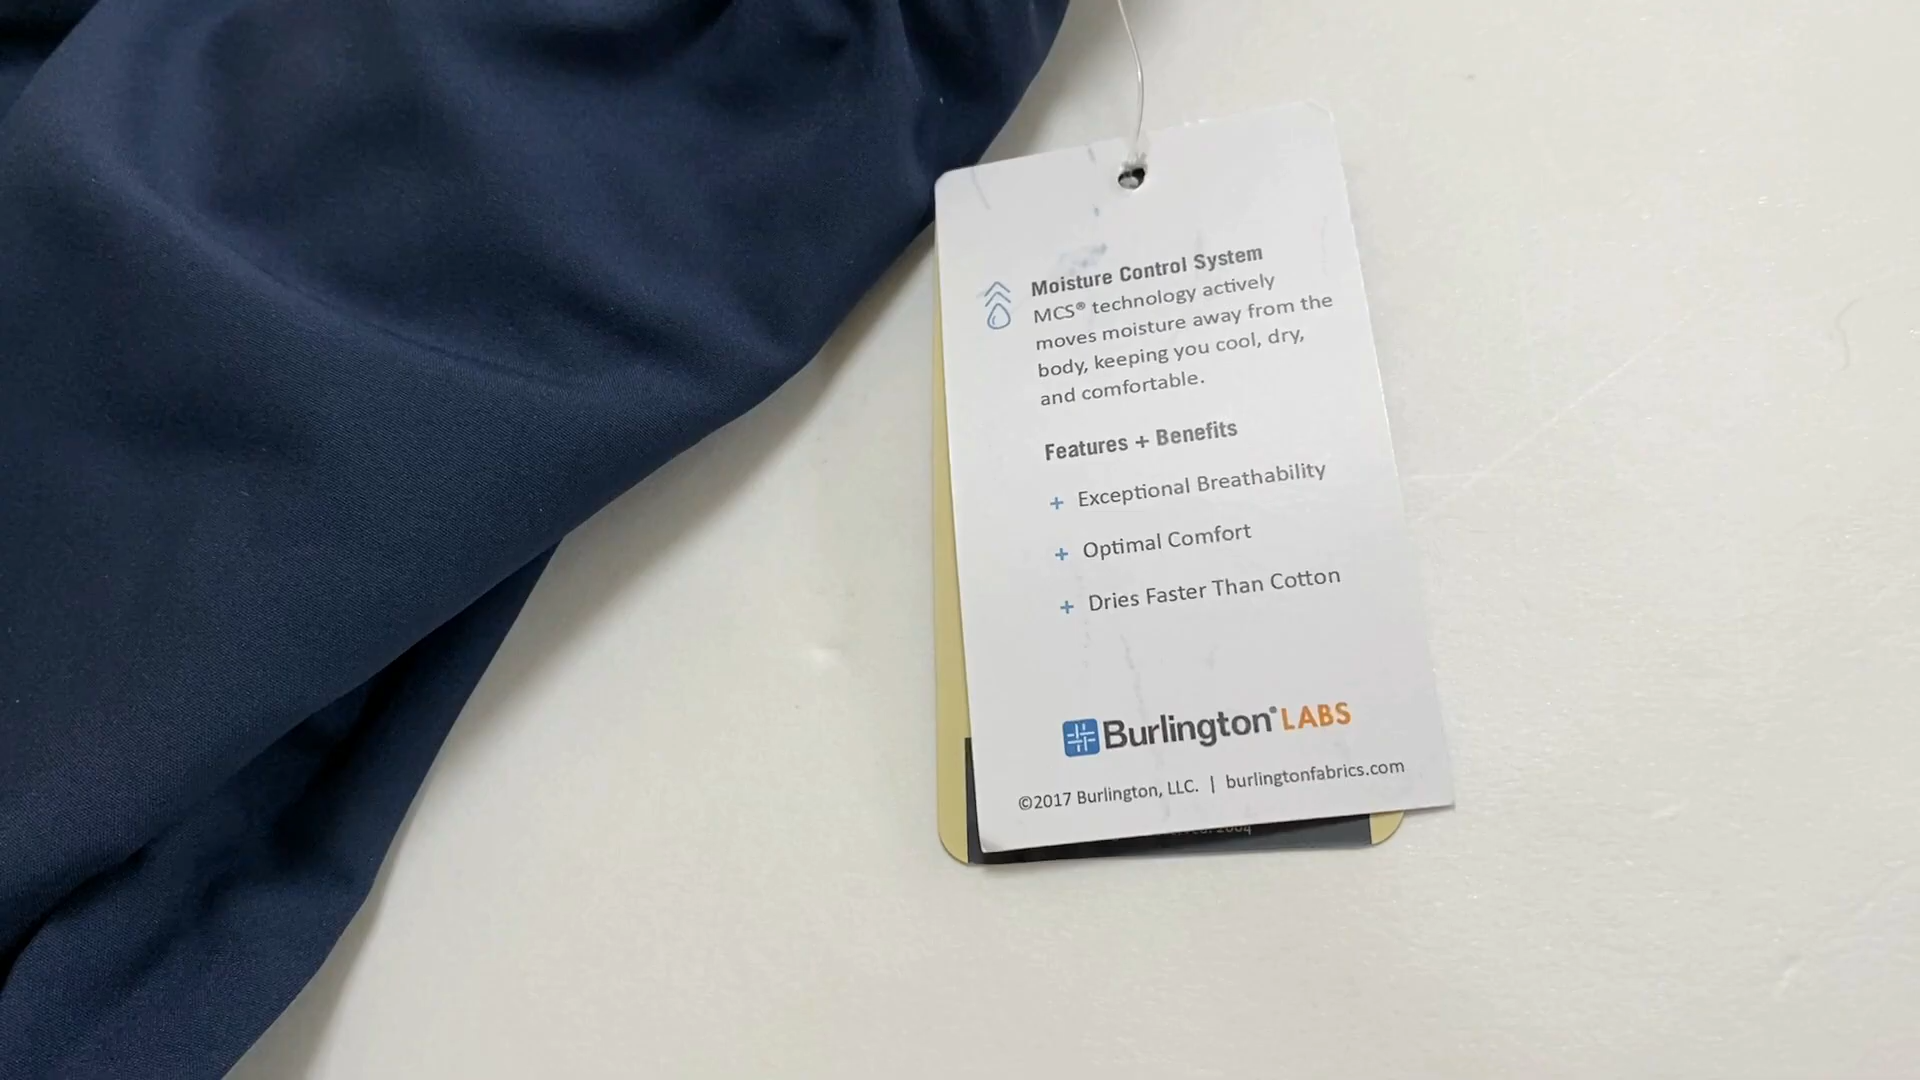 Moisture Control System
MCS® technology actively
moves moisture away from the
body, keeping you cool, dry,
and comfortable.
Features + Benefits
+ Exceptional Breathability
+ Optimal Comfort
+ Dries Faster Than Cotton
Burlington® LABS
©2017 Burlington, LLC. | burlingtonfabrics.com
2004